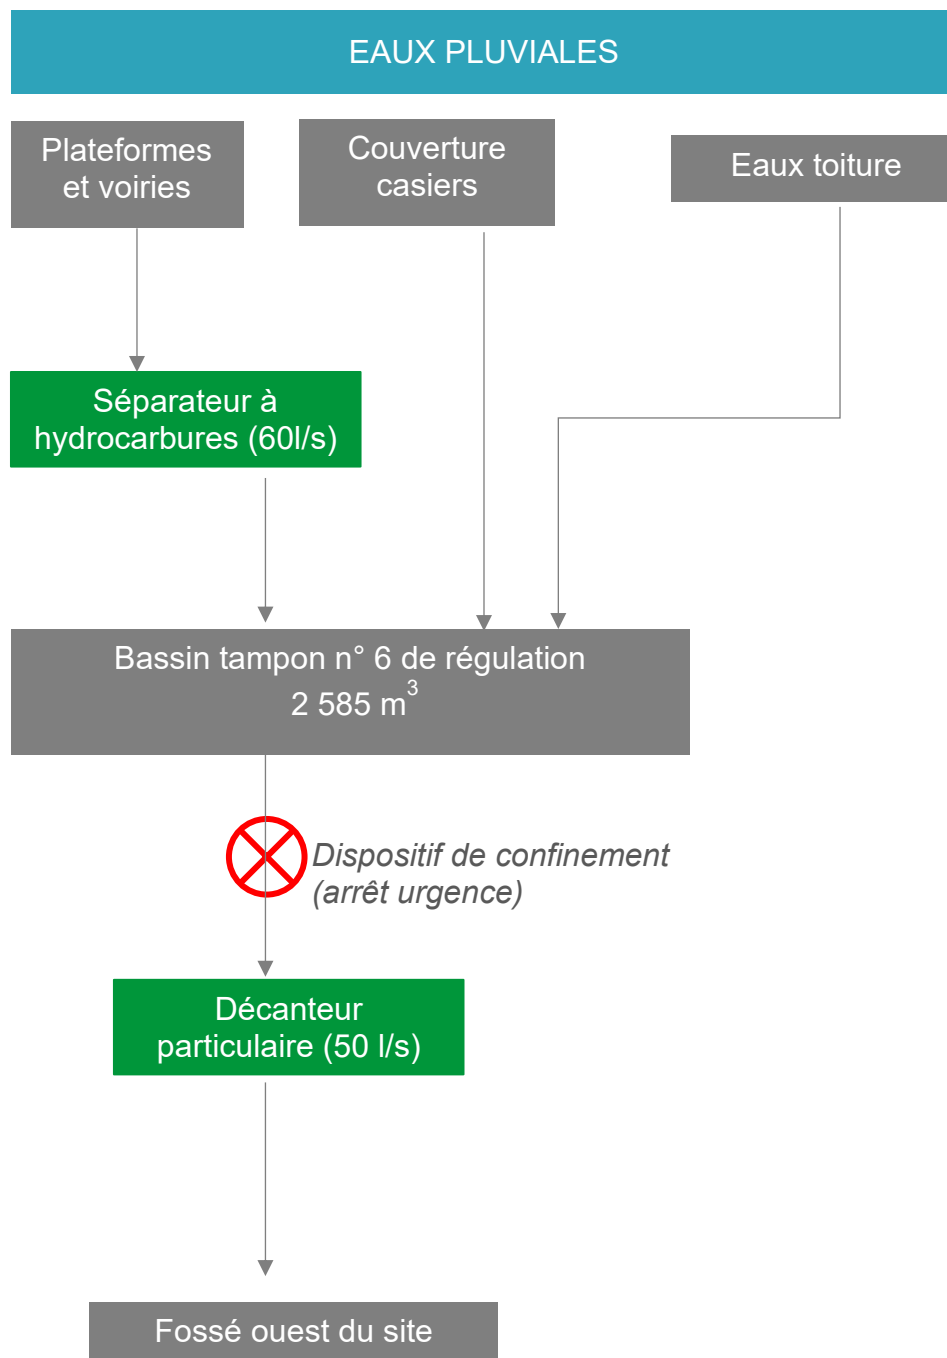 EAUX PLUVIALES
Plateformes
et voiries
Couverture
casiers
Eaux toiture
Séparateur à
hydrocarbures (60l/s)
Bassin tampon n° 6 de régulation
2 585 m³
Dispositif de confinement
(arrêt urgence)
Décanteur
particulaire (50 l/s)
Fossé ouest du site